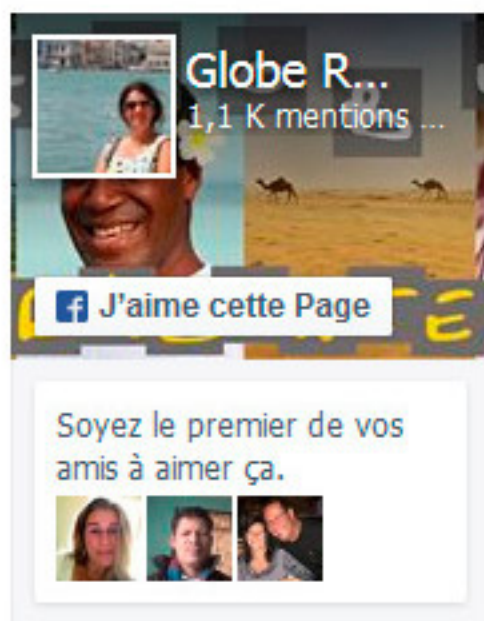 Globe R...
1,1 K mentions ...
J'aime cette Page
Soyez le premier de vos
amis à aimer ça.